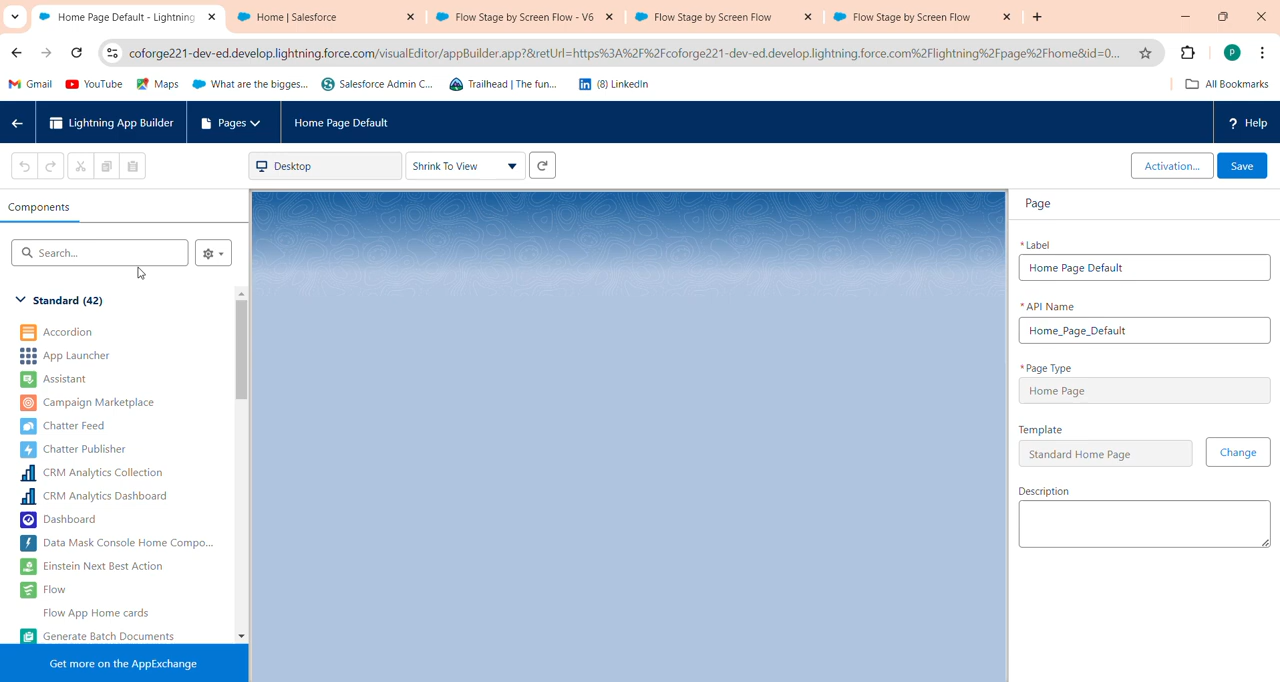 Home Page Default - Lightning
Home | Salesforce
Flow Stage by Screen Flow - V6
Flow Stage by Screen Flow
Flow Stage by Screen Flow
coforge221-dev-ed.develop.lightning.force.com/visualEditor/appBuilder.app?&retUrl=https%3A%2F%2Fcoforge221-dev-ed.develop.lightning.force.com%2Flightning%2Fpage%2Fhome&id=0...
P
Gmail
YouTube
Maps
What are the bigges...
Salesforce Admin C...
Trailhead | The fun...
(8) LinkedIn
All Bookmarks
Lightning App Builder
Pages
Home Page Default
? Help
Desktop
Shrink To View
Activation...
Save
Components
Search...
Standard (42)
Accordion
App Launcher
Assistant
Campaign Marketplace
Chatter Feed
Chatter Publisher
CRM Analytics Collection
CRM Analytics Dashboard
Dashboard
Data Mask Console Home Compo...
Einstein Next Best Action
Flow
Flow App Home cards
Generate Batch Documents
Get more on the AppExchange
Page
* Label
Home Page Default
* API Name
Home_Page_Default
* Page Type
Home Page
Template
Standard Home Page
Change
Description